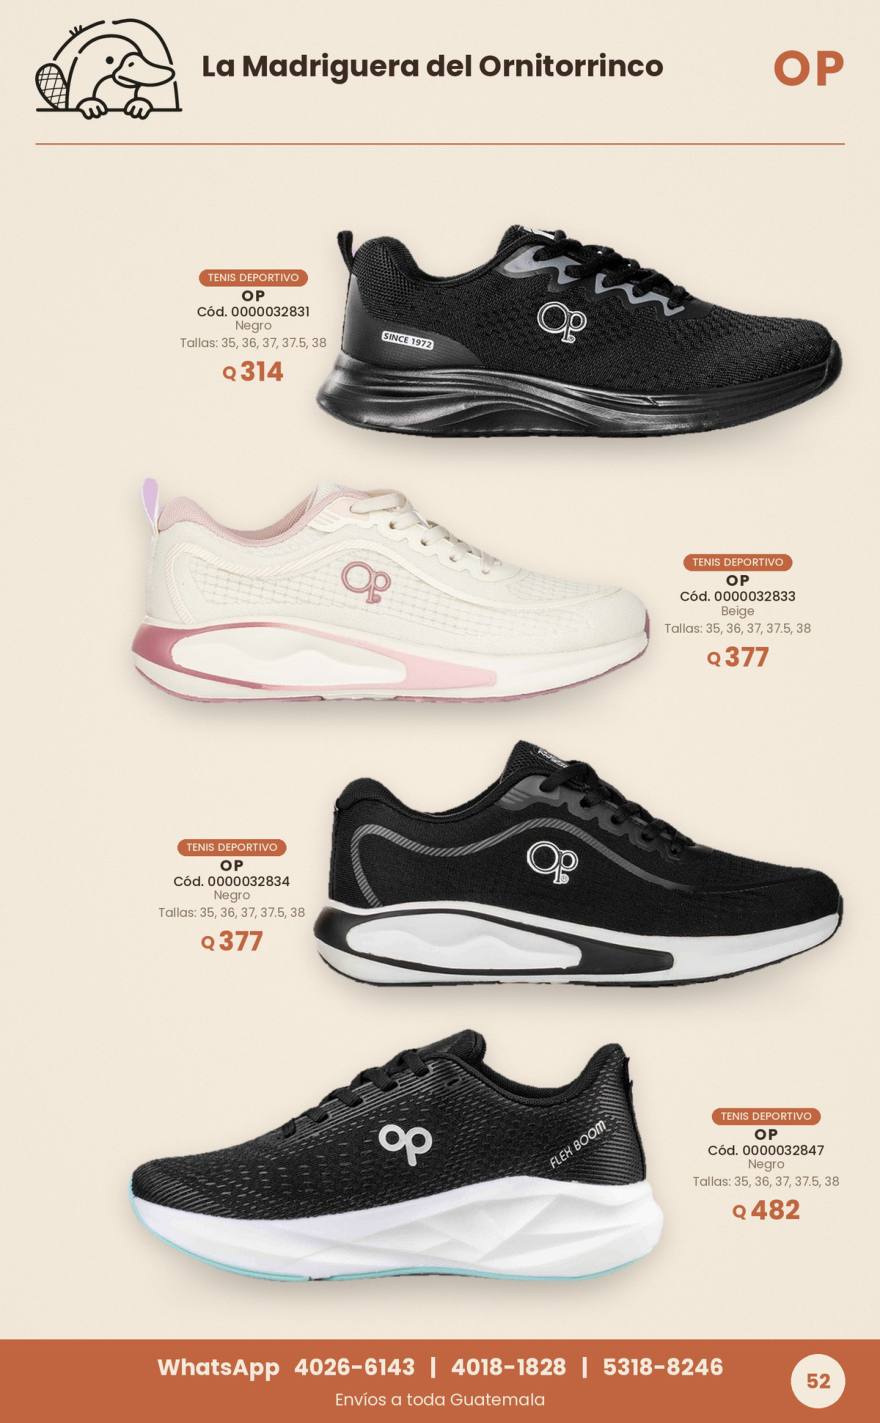 La Madriguera del Ornitorrinco
OP
TENIS DEPORTIVO
OP
Cód. 0000032831
Negro
Tallas: 35, 36, 37, 37.5, 38
Q 314
SINCE 1972
Op
TENIS DEPORTIVO
OP
Cód. 0000032833
Beige
Tallas: 35, 36, 37, 37.5, 38
Q 377
Op
TENIS DEPORTIVO
OP
Cód. 0000032834
Negro
Tallas: 35, 36, 37, 37.5, 38
Q 377
Op
TENIS DEPORTIVO
OP
Cód. 0000032847
Negro
Tallas: 35, 36, 37, 37.5, 38
Q 482
op
FLEX BOOM
WhatsApp 4026-6143 | 4018-1828 | 5318-8246
Envíos a toda Guatemala
52